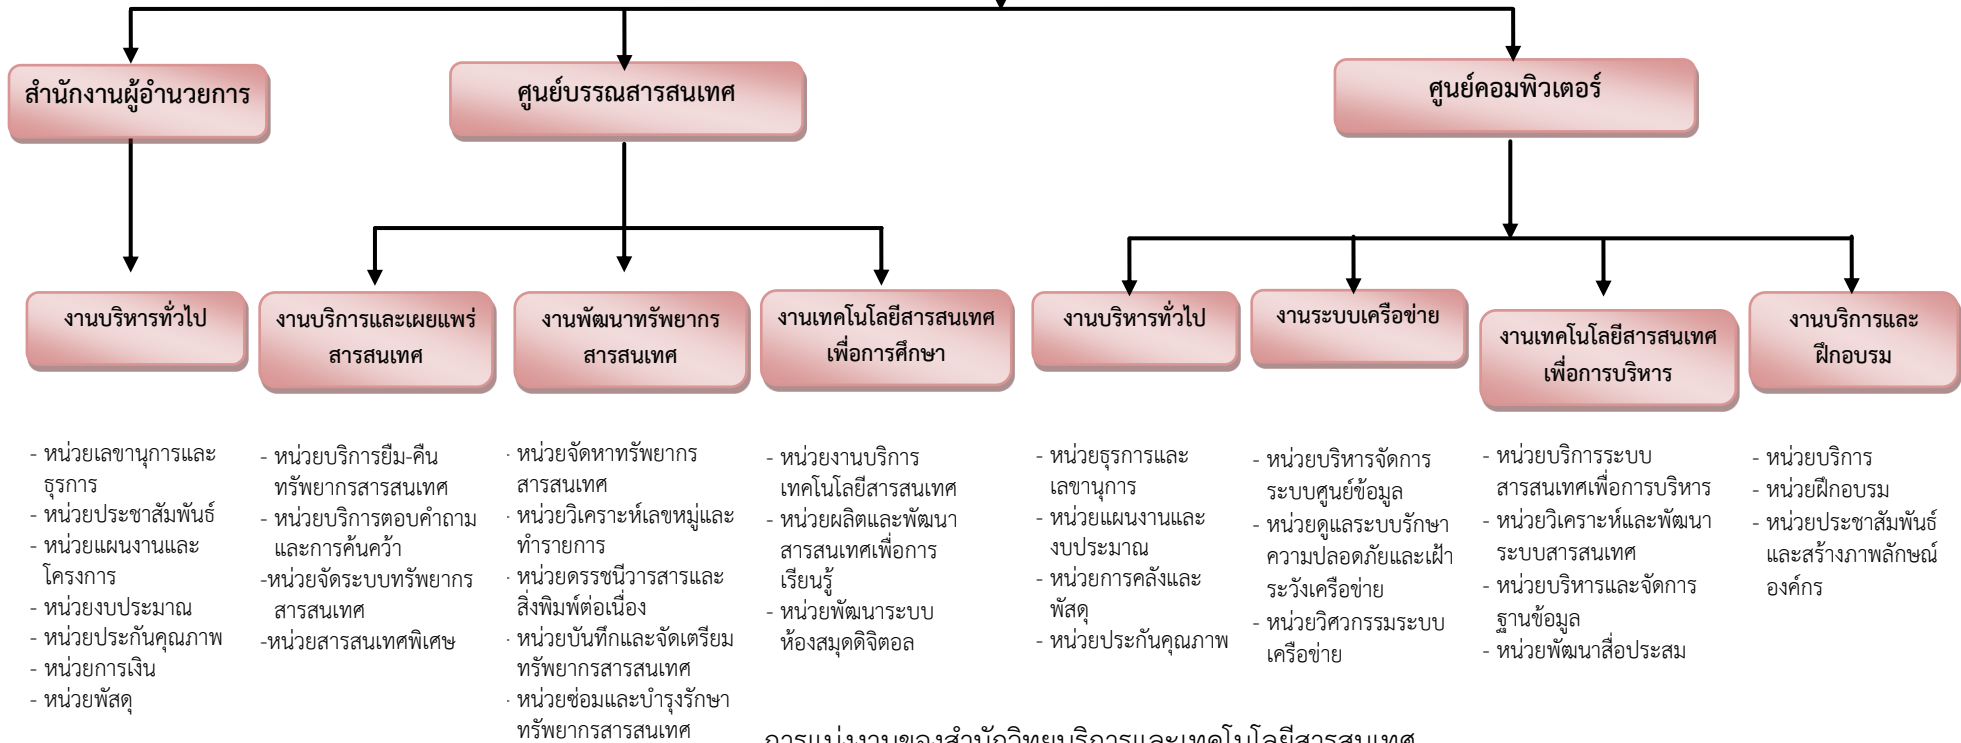 สำนักงานผู้อำนวยการ
ศูนย์บรรณสารสนเทศ
ศูนย์คอมพิวเตอร์
งานบริหารทั่วไป
งานบริการและเผยแพร่
สารสนเทศ
งานพัฒนาทรัพยากร
สารสนเทศ
งานเทคโนโลยีสารสนเทศ
เพื่อการศึกษา
งานบริหารทั่วไป
งานระบบเครือข่าย
งานเทคโนโลยีสารสนเทศ
เพื่อการบริหาร
งานบริการและ
ฝึกอบรม
- หน่วยเลขานุการและ
ธุรการ
- หน่วยประชาสัมพันธ์
- หน่วยแผนงานและ
โครงการ
- หน่วยงบประมาณ
- หน่วยประกันคุณภาพ
- หน่วยการเงิน
- หน่วยพัสดุ
- หน่วยบริการยืม-คืน
ทรัพยากรสารสนเทศ
- หน่วยบริการตอบคำถาม
และการค้นคว้า
-หน่วยจัดระบบทรัพยากร
สารสนเทศ
-หน่วยสารสนเทศพิเศษ
· หน่วยจัดหาทรัพยากร
สารสนเทศ
· หน่วยวิเคราะห์เลขหมู่และ
ทำรายการ
· หน่วยดรรชนีวารสารและ
สิ่งพิมพ์ต่อเนื่อง
· หน่วยบันทึกและจัดเตรียม
ทรัพยากรสารสนเทศ
· หน่วยซ่อมและบำรุงรักษา
ทรัพยากรสารสนเทศ
- หน่วยงานบริการ
เทคโนโลยีสารสนเทศ
- หน่วยผลิตและพัฒนา
สารสนเทศเพื่อการ
เรียนรู้
- หน่วยพัฒนาระบบ
ห้องสมุดดิจิตอล
- หน่วยธุรการและ
เลขานุการ
- หน่วยแผนงานและ
งบประมาณ
- หน่วยการคลังและ
พัสดุ
- หน่วยประกันคุณภาพ
- หน่วยบริหารจัดการ
ระบบศูนย์ข้อมูล
- หน่วยดูแลระบบรักษา
ความปลอดภัยและเฝ้า
ระวังเครือข่าย
- หน่วยวิศวกรรมระบบ
เครือข่าย
- หน่วยบริการระบบ
สารสนเทศเพื่อการบริหาร
- หน่วยวิเคราะห์และพัฒนา
ระบบสารสนเทศ
- หน่วยบริหารและจัดการ
ฐานข้อมูล
- หน่วยพัฒนาสื่อประสม
- หน่วยบริการ
- หน่วยฝึกอบรม
- หน่วยประชาสัมพันธ์
และสร้างภาพลักษณ์
องค์กร
การแบ่งงานของสำนักวิทยบริการและเทคโนโลยีสารสนเทศ